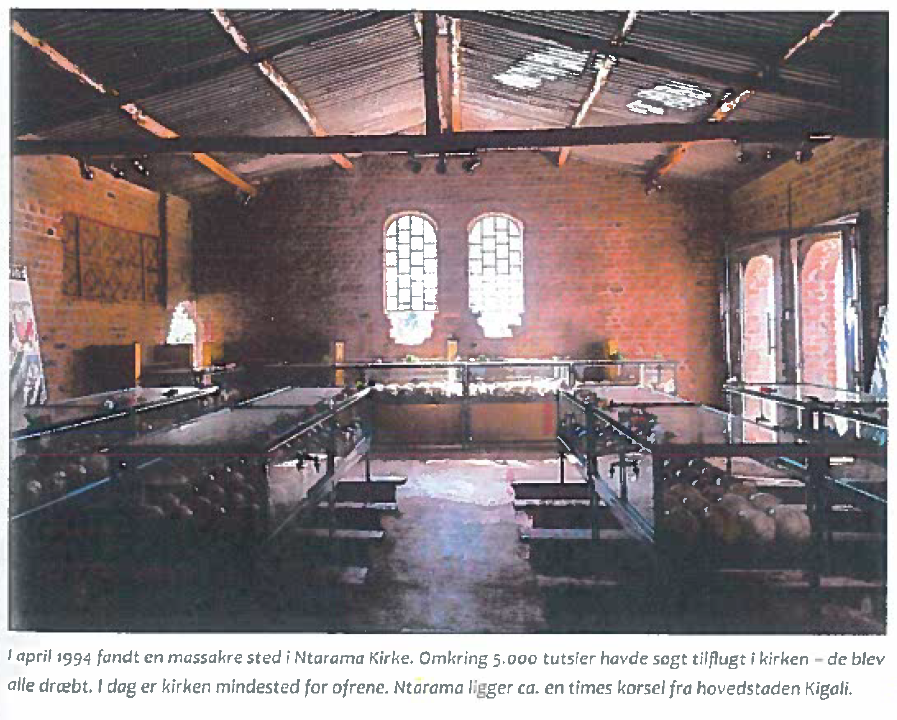 I april 1994 fandt en massakre sted i Ntarama Kirke. Omkring 5.000 tutsier havde søgt tilflugt i kirken – de blev
alle dræbt. I dag er kirken mindested for ofrene. Ntarama ligger ca. en times kørsel fra hovedstaden Kigali.